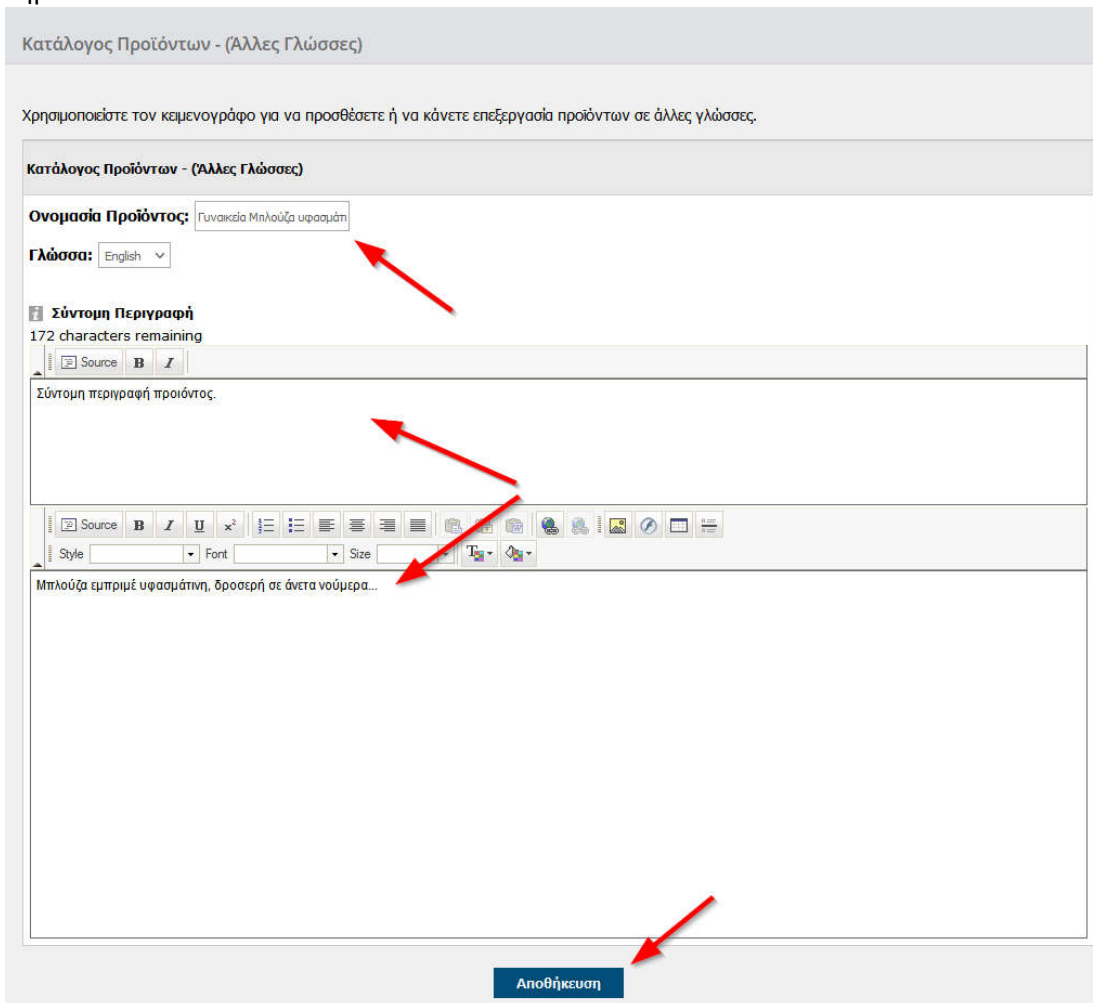 Κατάλογος Προϊόντων - (Άλλες Γλώσσες)
Χρησιμοποιείστε τον κειμενογράφο για να προσθέσετε ή να κάνετε επεξεργασία προϊόντων σε άλλες γλώσσες.
Κατάλογος Προϊόντων - (Άλλες Γλώσσες)
Ονομασία Προϊόντος: Γυναικεία Μπλούζα υφασμάτ
Γλώσσα: English
Σύντομη Περιγραφή
172 characters remaining
Source B I
Σύντομη περιγραφή προιόντος.
Source B I U x²
Style Font Size
Μπλούζα εμπριμέ υφασμάτινη, δροσερή σε άνετα νούμερα...
Αποθήκευση